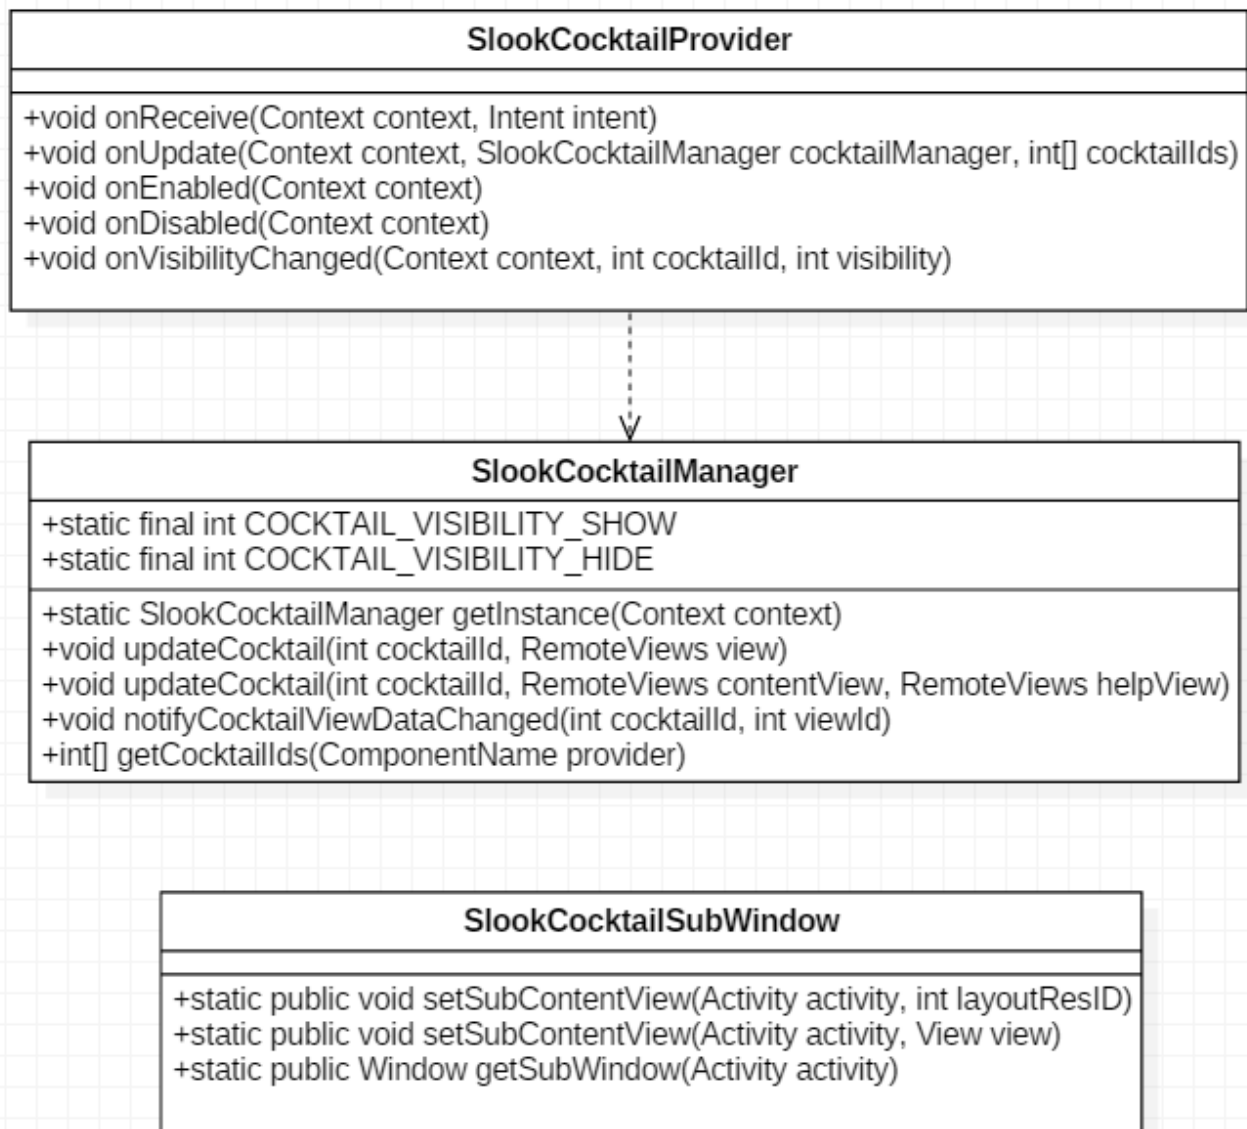 SlookCocktailProvider
+void onReceive(Context context, Intent intent)
+void onUpdate(Context context, SlookCocktailManager cocktailManager, int[] cocktailIds)
+void onEnabled(Context context)
+void onDisabled(Context context)
+void onVisibilityChanged(Context context, int cocktailId, int visibility)
SlookCocktailManager
+static final int COCKTAIL_VISIBILITY_SHOW
+static final int COCKTAIL_VISIBILITY_HIDE
+static SlookCocktailManager getInstance(Context context)
+void updateCocktail(int cocktailId, RemoteViews view)
+void updateCocktail(int cocktailId, RemoteViews contentView, RemoteViews helpView)
+void notifyCocktailViewDataChanged(int cocktailId, int viewId)
+int[] getCocktailIds(ComponentName provider)
SlookCocktailSubWindow
+static public void setSubContentView(Activity activity, int layoutResID)
+static public void setSubContentView(Activity activity, View view)
+static public Window getSubWindow(Activity activity)